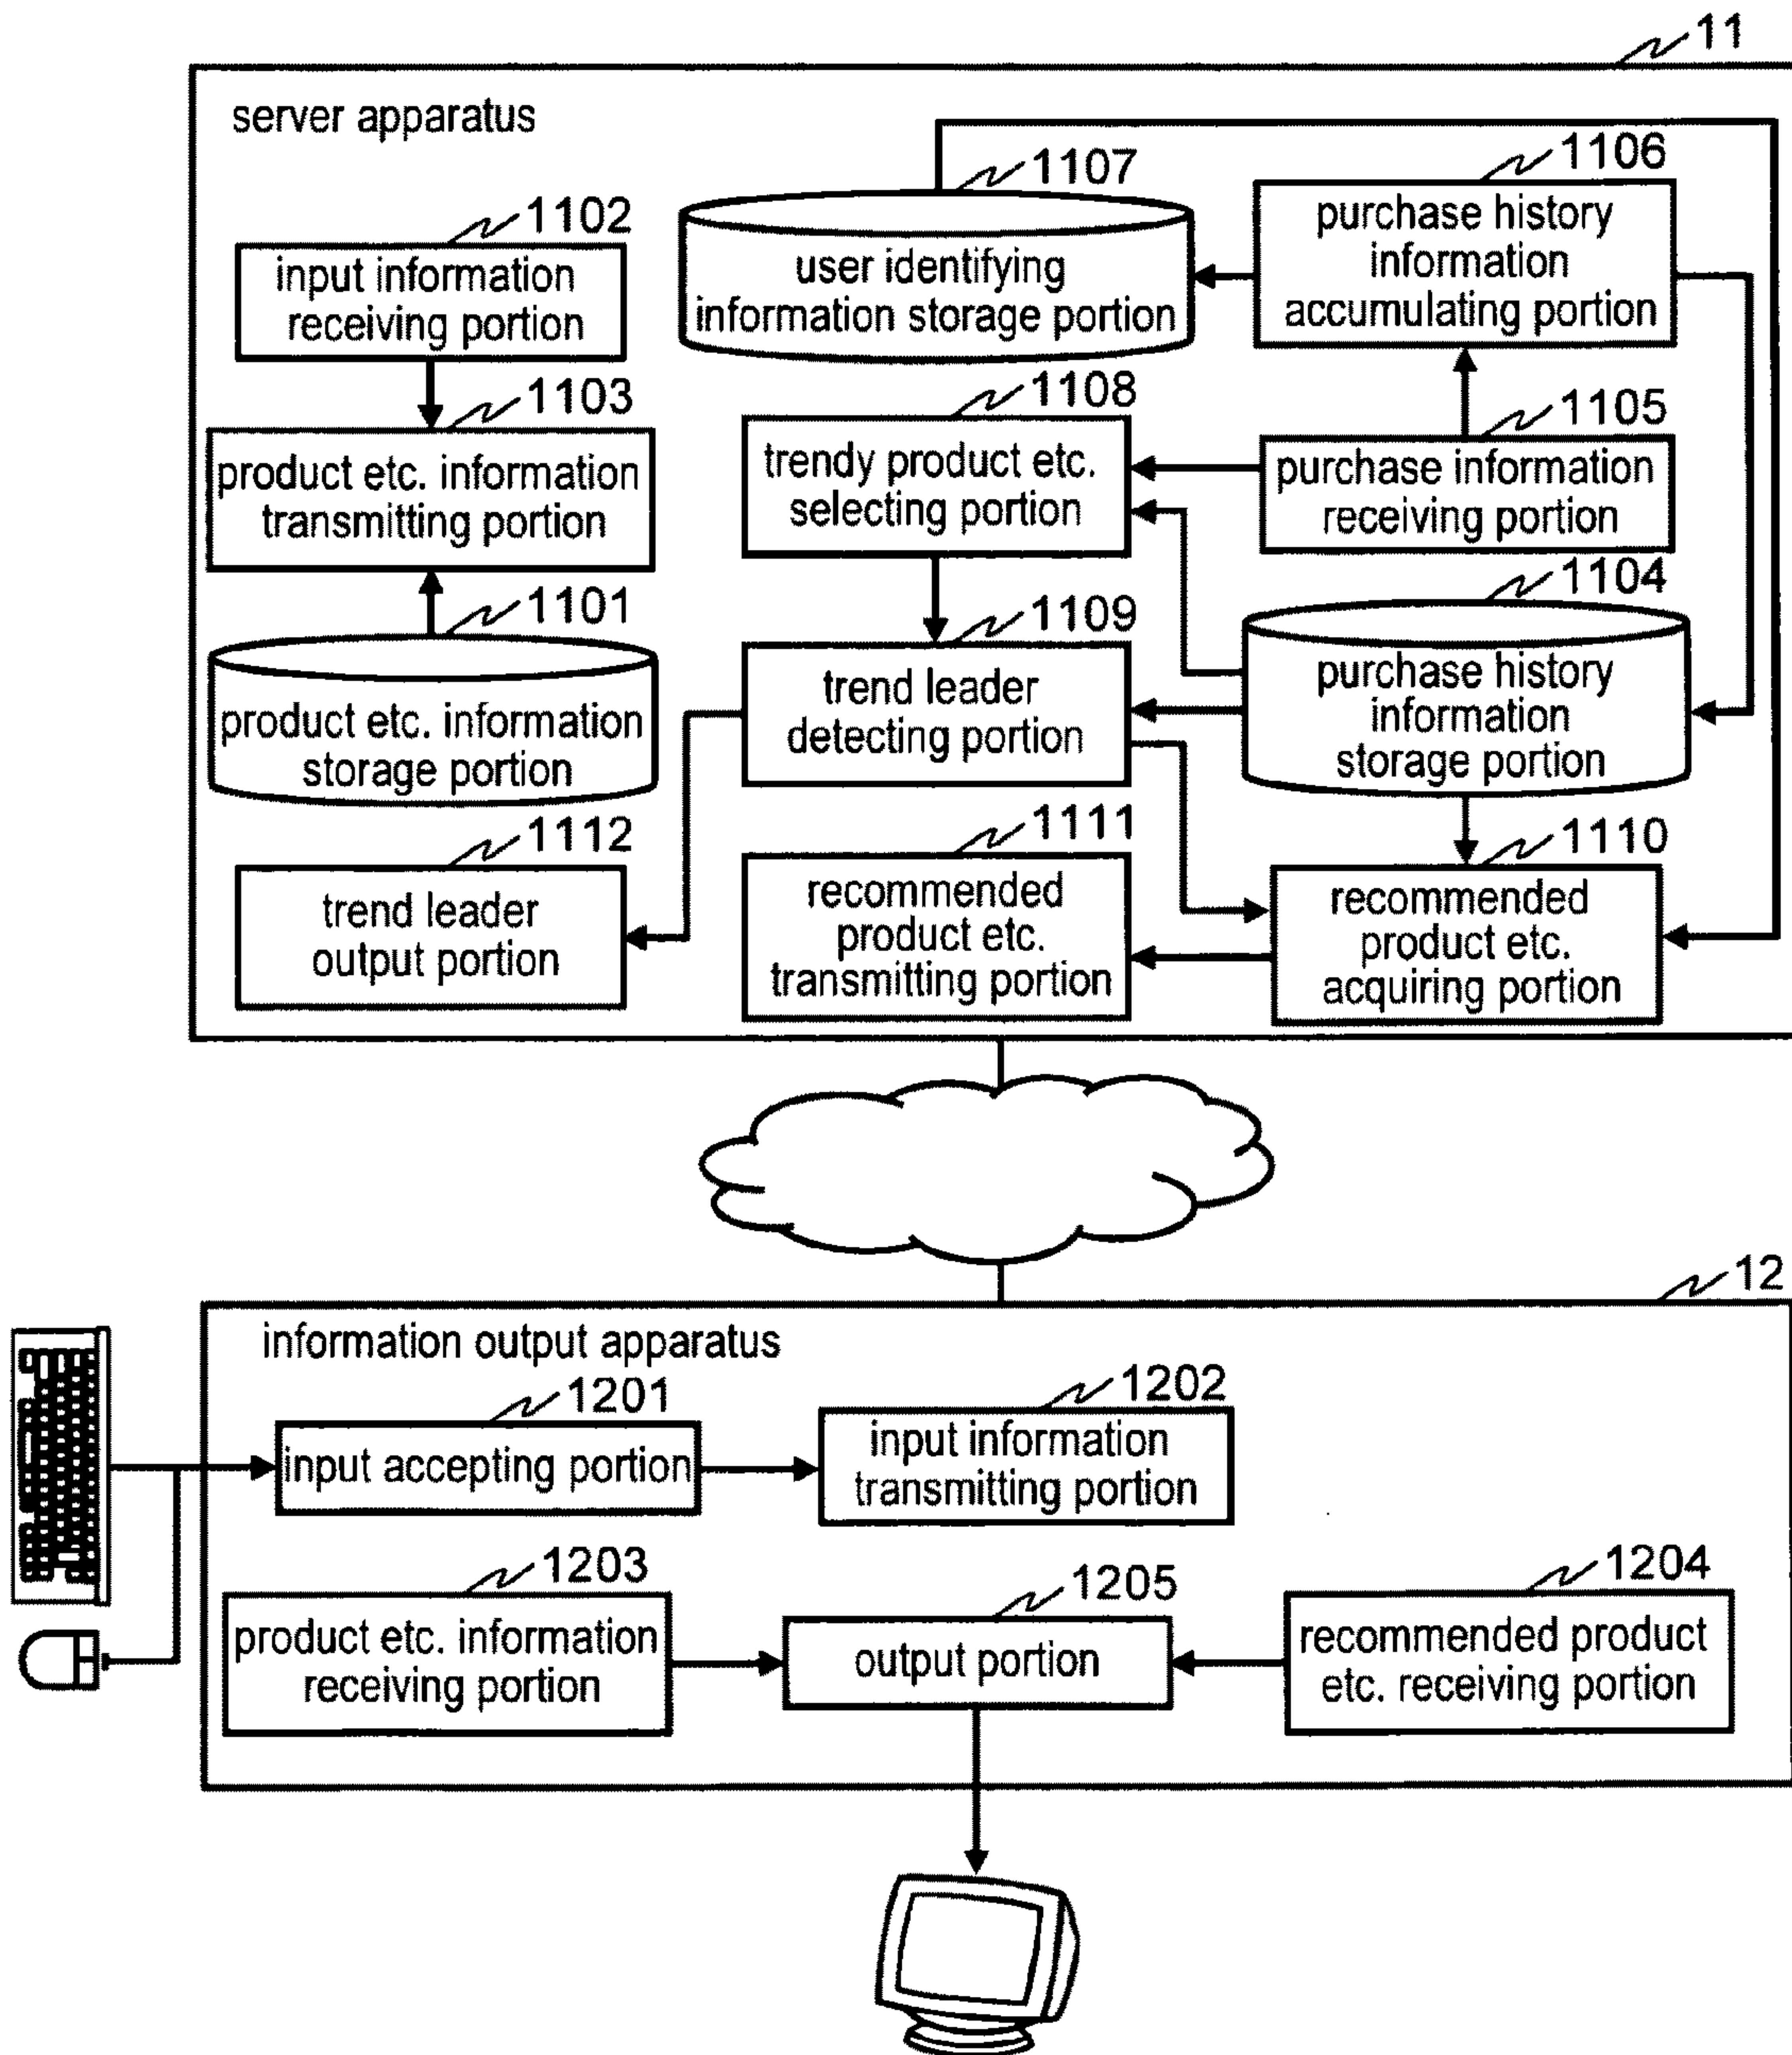 11
server apparatus
1107
1106
1102
user identifying
information storage portion
purchase history
information
accumulating portion
input information
receiving portion
1103
1108
1105
product etc. information
transmitting portion
trendy product etc.
selecting portion
purchase information
receiving portion
1101
1109
1104
product etc. information
storage portion
trend leader
detecting portion
purchase history
information
storage portion
1112
1111
1110
trend leader
output portion
recommended
product etc.
transmitting portion
recommended
product etc.
acquiring portion
12
information output apparatus
1201
1202
input accepting portion
input information
transmitting portion
1203
1205
1204
product etc. information
receiving portion
output portion
recommended product
etc. receiving portion